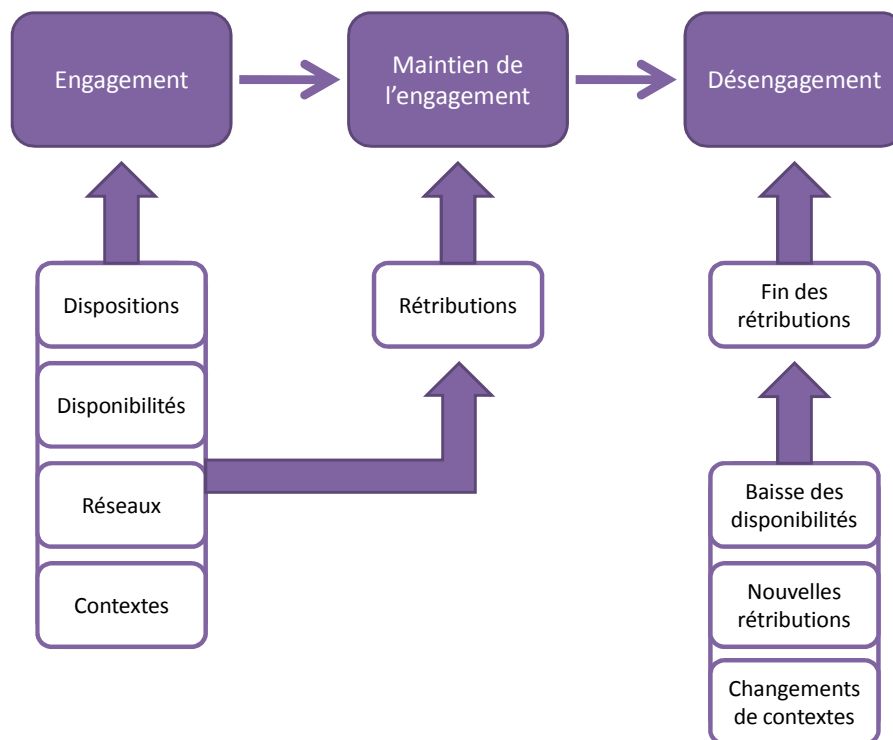 Engagement
Maintien de
l'engagement
Désengagement
Dispositions
Disponibilités
Réseaux
Contextes
Rétributions
Fin des
rétributions
Baisse des
disponibilités
Nouvelles
rétributions
Changements
de contextes